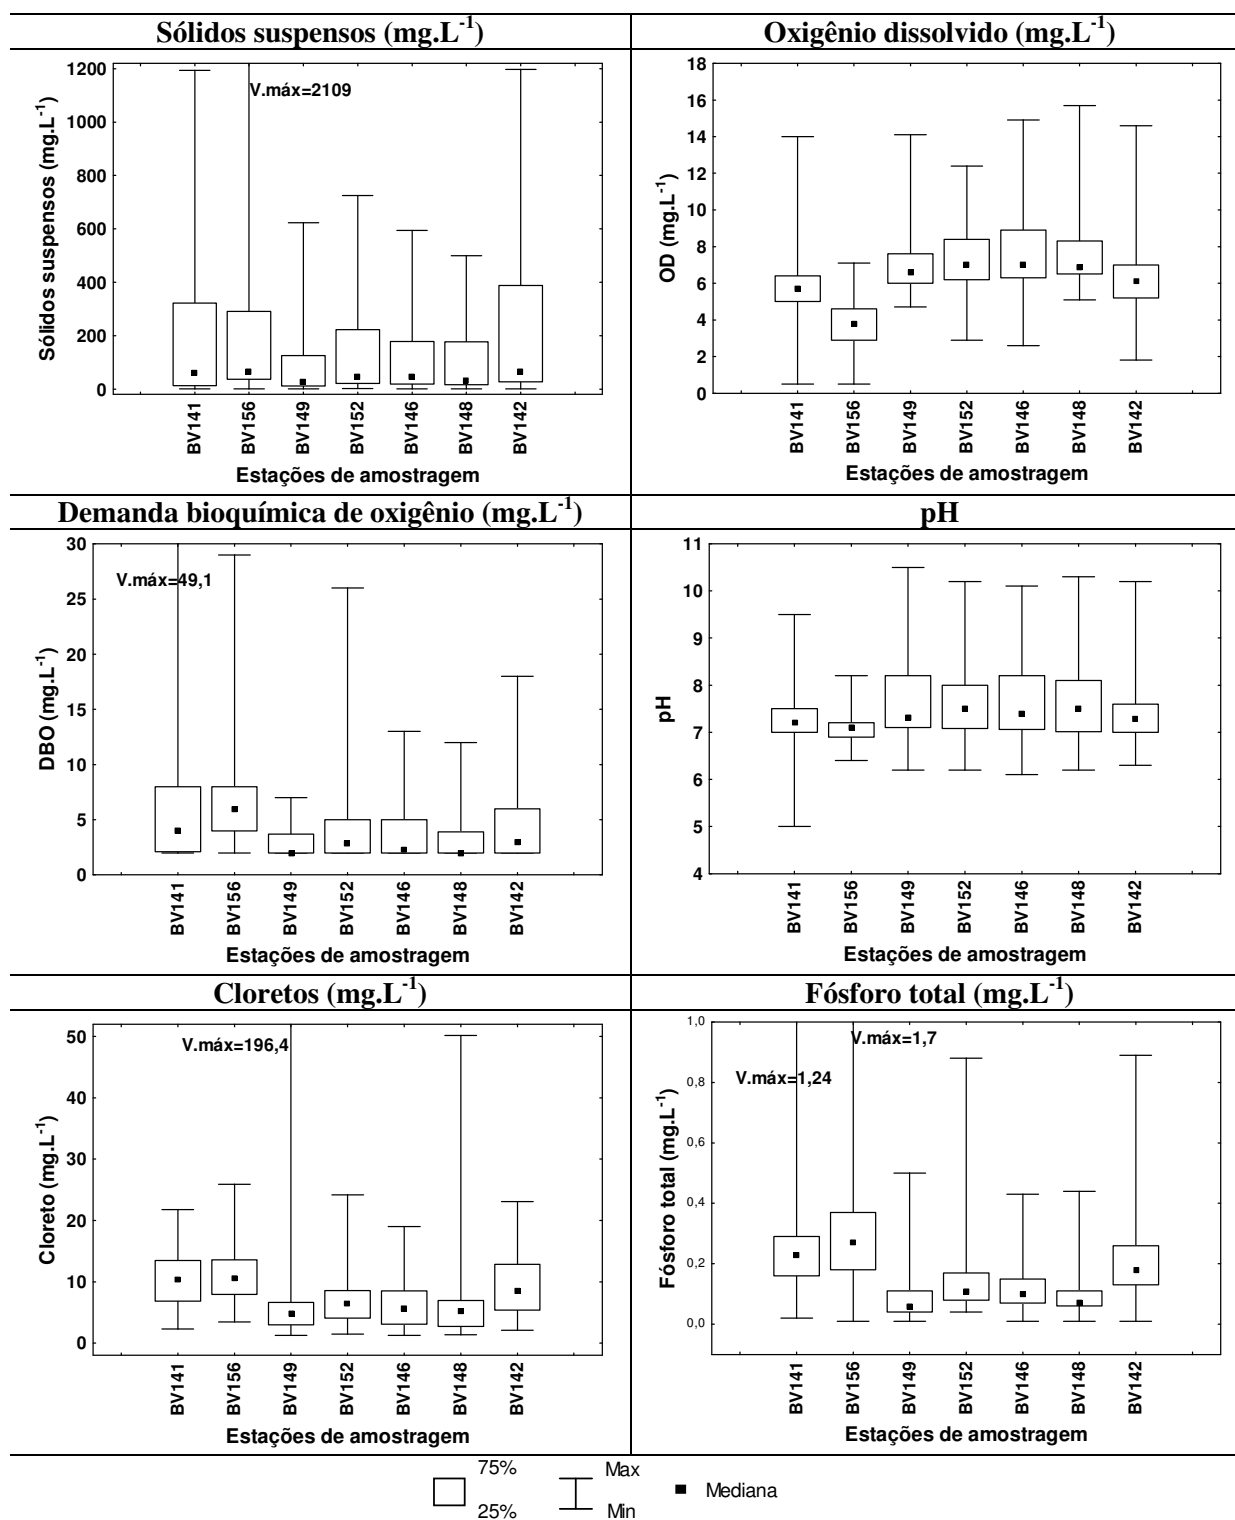 Sólidos suspensos (mg.L-1)
Oxigênio dissolvido (mg.L-1)
Sólidos suspensos (mg.L-1)
1200
1000
800
600
400
200
0
V.máx=2109
BV141
BV156
BV149
BV152
BV146
BV148
BV142
Estações de amostragem
OD (mg.L-1)
18
16
14
12
10
8
6
4
2
0
BV141
BV156
BV149
BV152
BV146
BV148
BV142
Estações de amostragem
Demanda bioquímica de oxigênio (mg.L-1)
pH
DBO (mg.L-1)
30
25
20
15
10
5
0
V.máx=49,1
BV141
BV156
BV149
BV152
BV146
BV148
BV142
Estações de amostragem
pH
11
10
9
8
7
6
5
4
BV141
BV156
BV149
BV152
BV146
BV148
BV142
Estações de amostragem
Cloretos (mg.L-1)
Fósforo total (mg.L-1)
Cloreto (mg.L-1)
50
40
30
20
10
0
V.máx=196,4
BV141
BV156
BV149
BV152
BV146
BV148
BV142
Estações de amostragem
Fósforo total (mg.L-1)
1,0
0,8
0,6
0,4
0,2
0,0
V.máx=1,7
V.máx=1,24
BV141
BV156
BV149
BV152
BV146
BV148
BV142
Estações de amostragem
75%
25%
Max
Min
Mediana